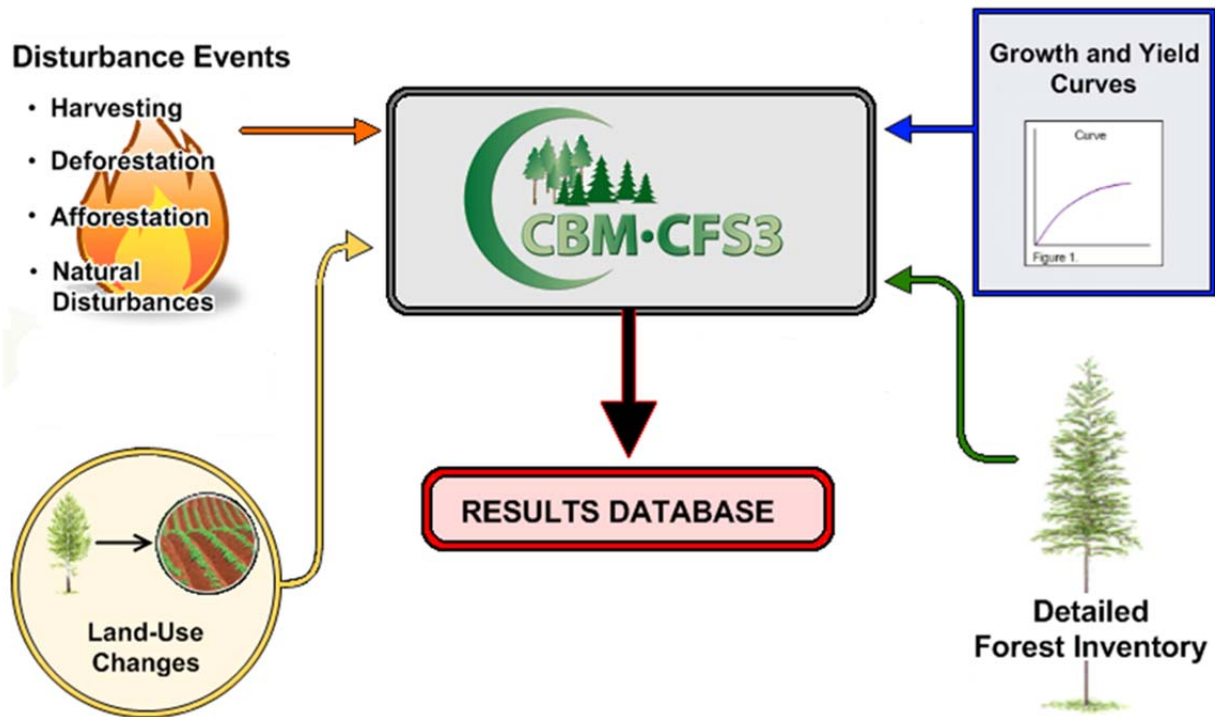 Disturbance Events
• Harvesting
• Deforestation
• Afforestation
• Natural
Disturbances
CBM•CFS3
Growth and Yield
Curves
Curve
Figure 1.
RESULTS DATABASE
Land-Use
Changes
Detailed
Forest Inventory